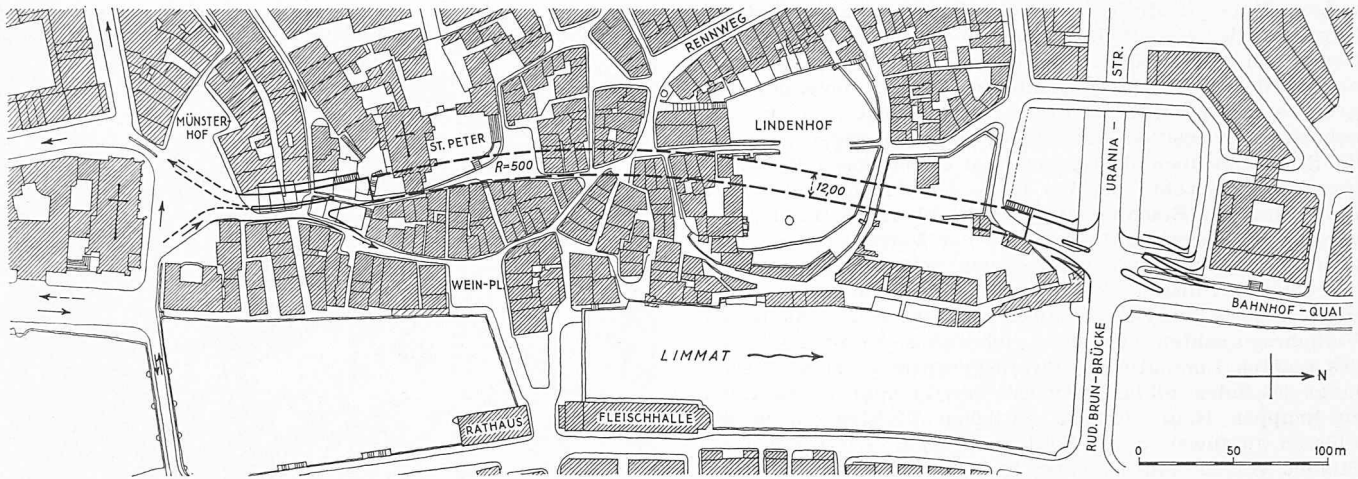 RENNWEG
MÜNSTER-
HOF
ST. PETER
LINDENHOF
URANIA-
STR.
R=500
12,00
WEIN-PL.
BAHNHOF-QUAI
LIMMAT
N
RUD. BRUN-BRÜCKE
RATHAUS
FLEISCHHALLE
0 50 100 m